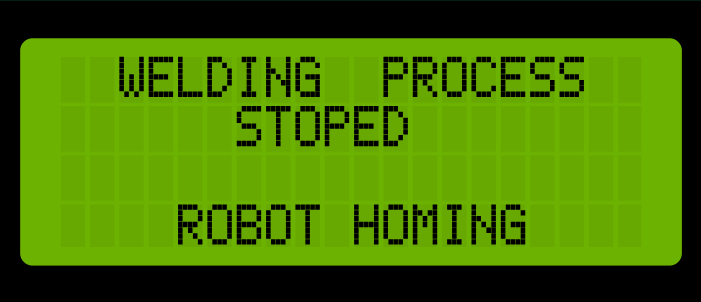 WELDING  PROCESS
STOPED
ROBOT HOMING